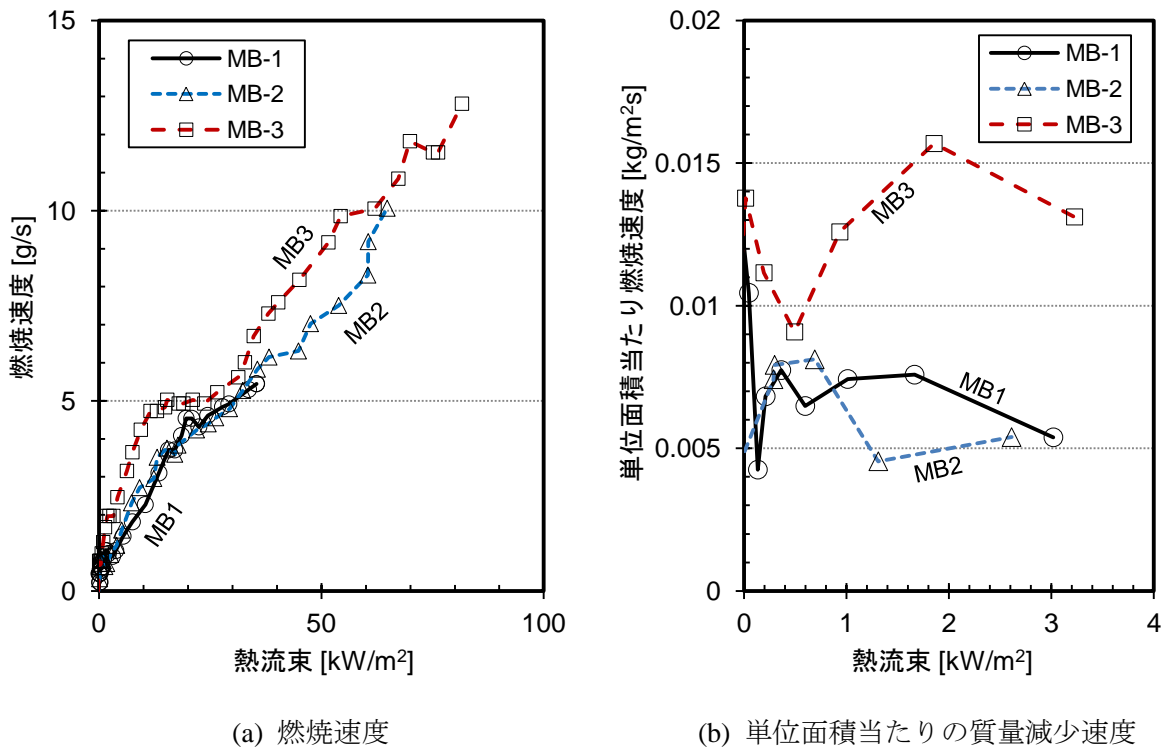 15
10
5
0
燃焼速度 [g/s]
MB-1
MB-2
MB-3
MB3
MB2
MB1
0
50
100
熱流束 [kW/m²]
(a) 燃焼速度
0.02
0.015
0.01
0.005
0
単位面積当たり燃焼速度 [kg/m²s]
MB-1
MB-2
MB-3
MB3
MB1
MB2
0
1
2
3
4
熱流束 [kW/m²]
(b) 単位面積当たりの質量減少速度